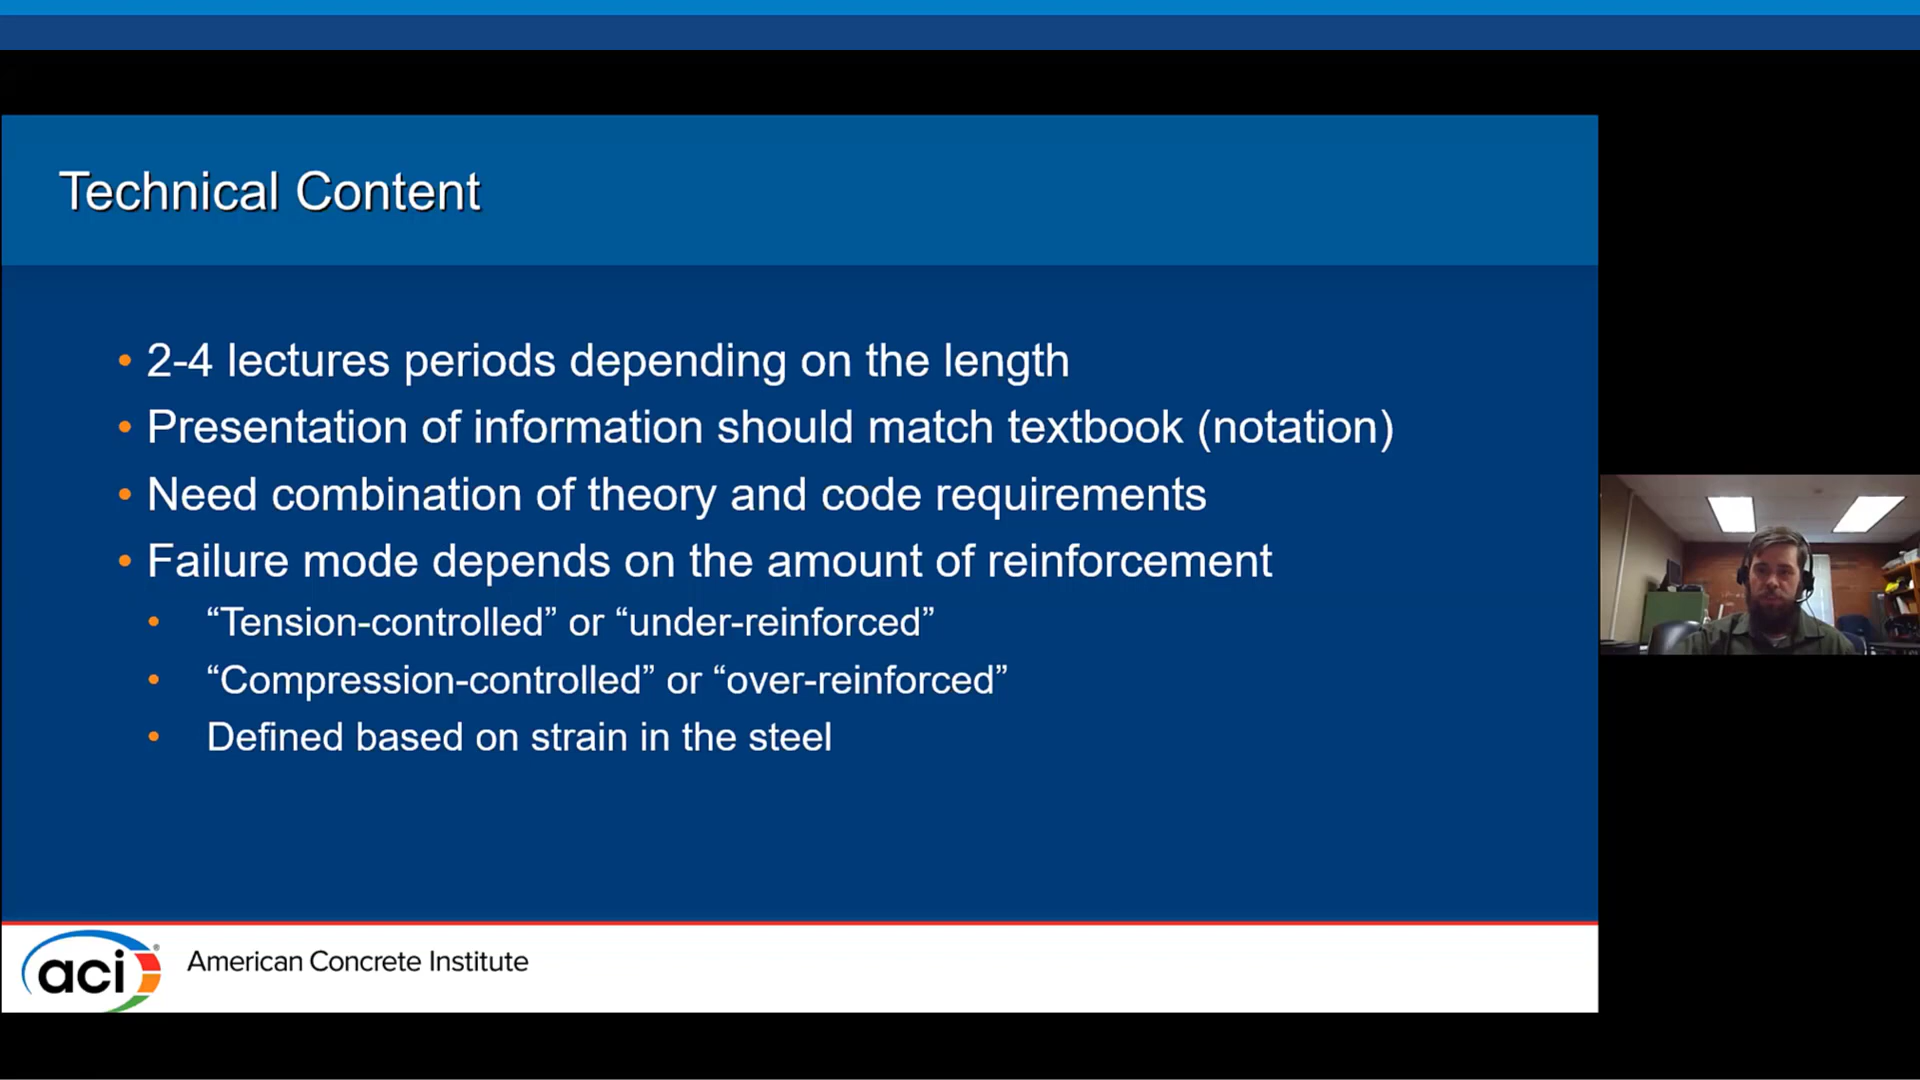 Technical Content
• 2-4 lectures periods depending on the length
• Presentation of information should match textbook (notation)
• Need combination of theory and code requirements
• Failure mode depends on the amount of reinforcement
• “Tension-controlled” or “under-reinforced”
• “Compression-controlled” or “over-reinforced”
• Defined based on strain in the steel
aci®
American Concrete Institute